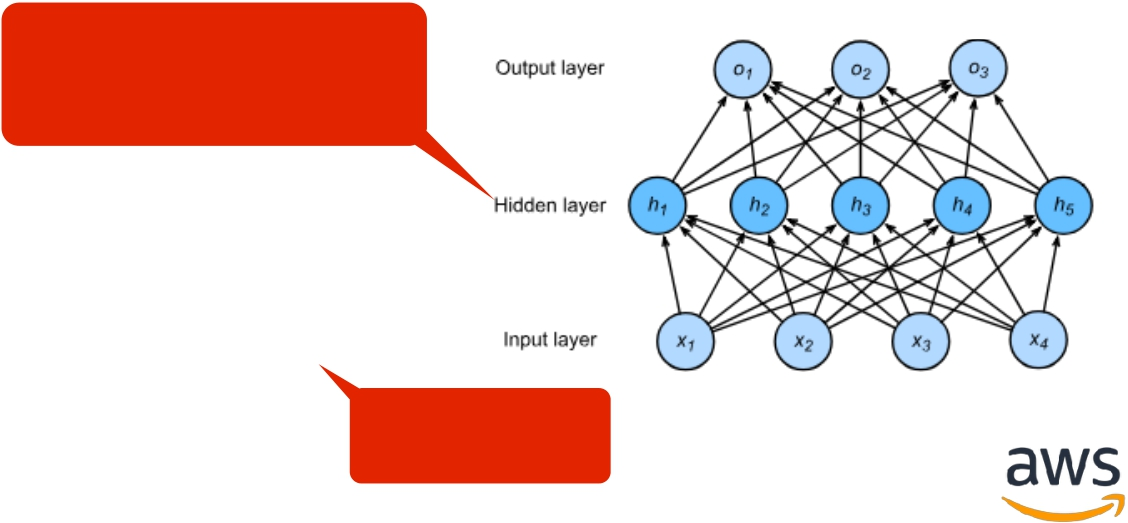 Output layer
o1 o2 o3
Hidden layer
h1 h2 h3 h4 h5
Input layer
x1 x2 x3 x4
aws